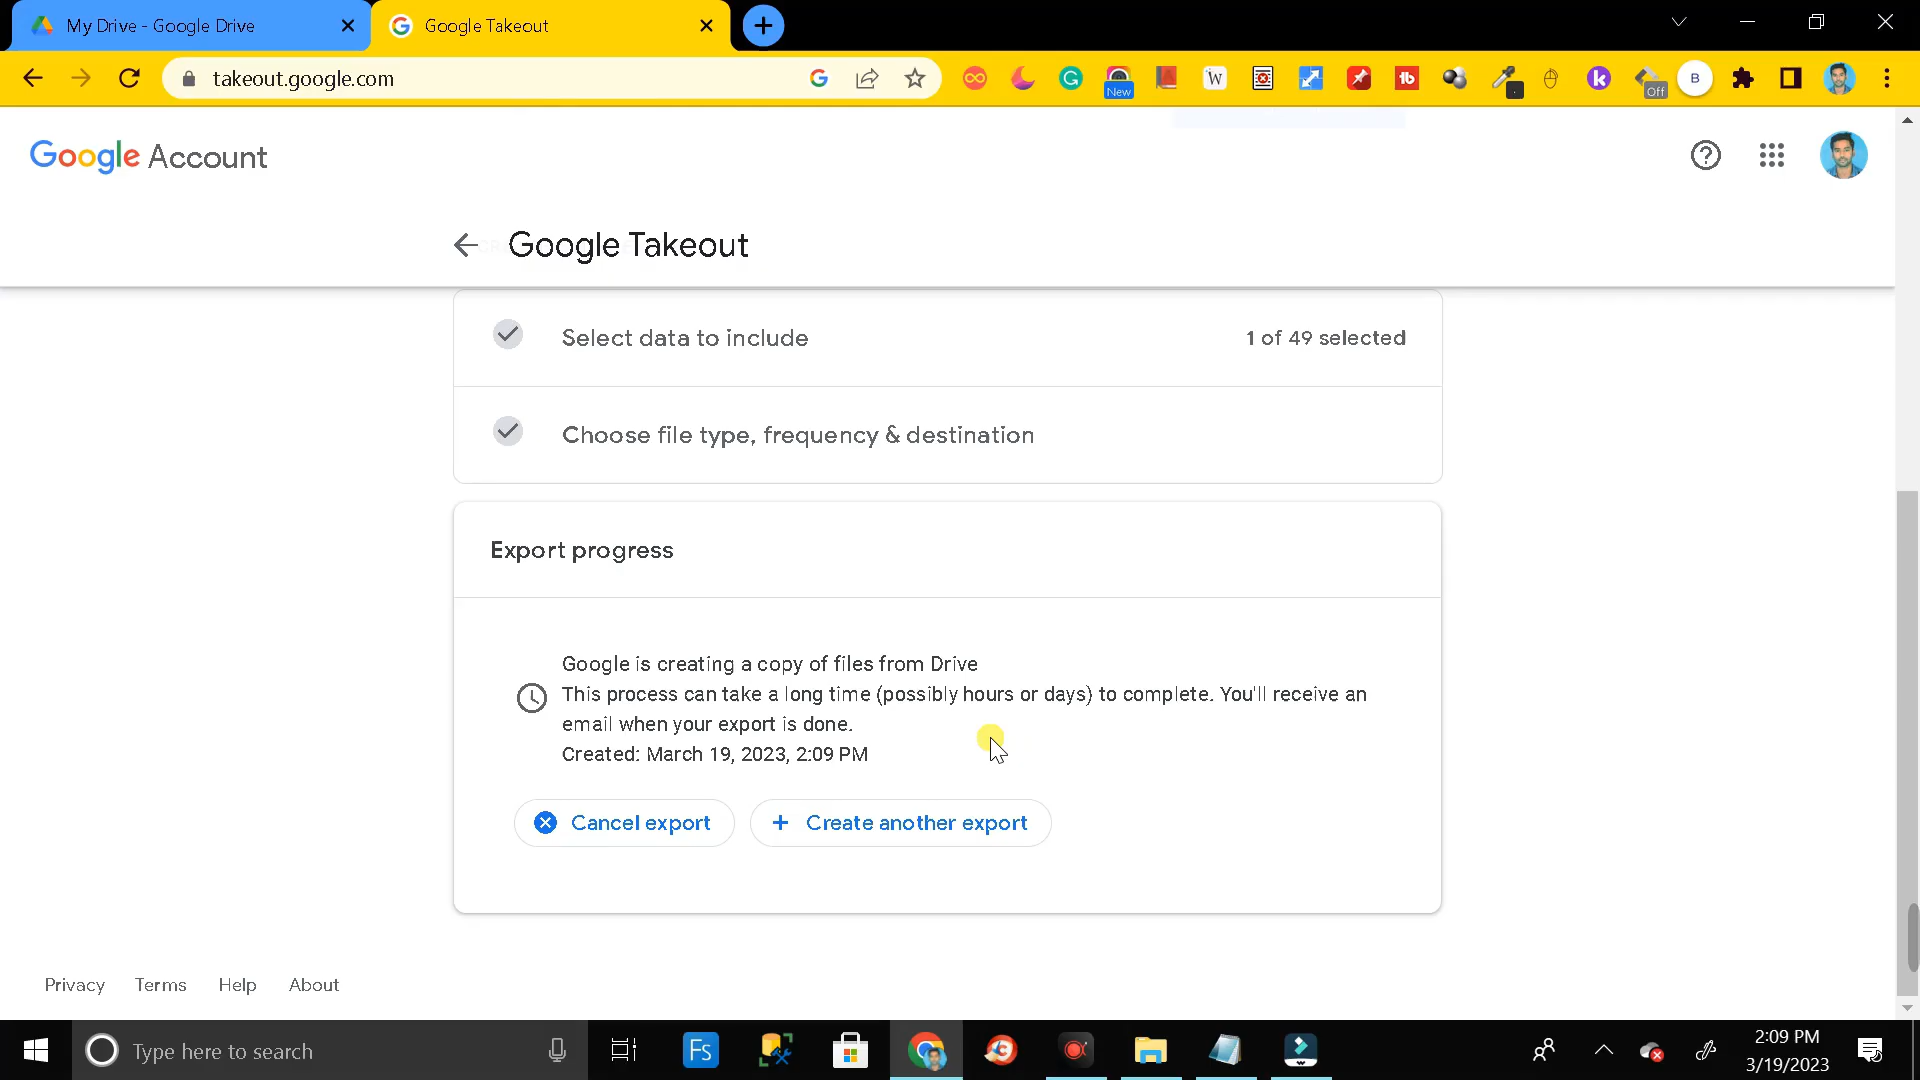 My Drive - Google Drive
Google Takeout
takeout.google.com
New
W
tb
k
Off
B
Google Account
Google Takeout
Select data to include
1 of 49 selected
Choose file type, frequency & destination
Export progress
Google is creating a copy of files from Drive
This process can take a long time (possibly hours or days) to complete. You'll receive an
email when your export is done.
Created: March 19, 2023, 2:09 PM
Cancel export
Create another export
Privacy
Terms
Help
About
Type here to search
Fs
2:09 PM
3/19/2023